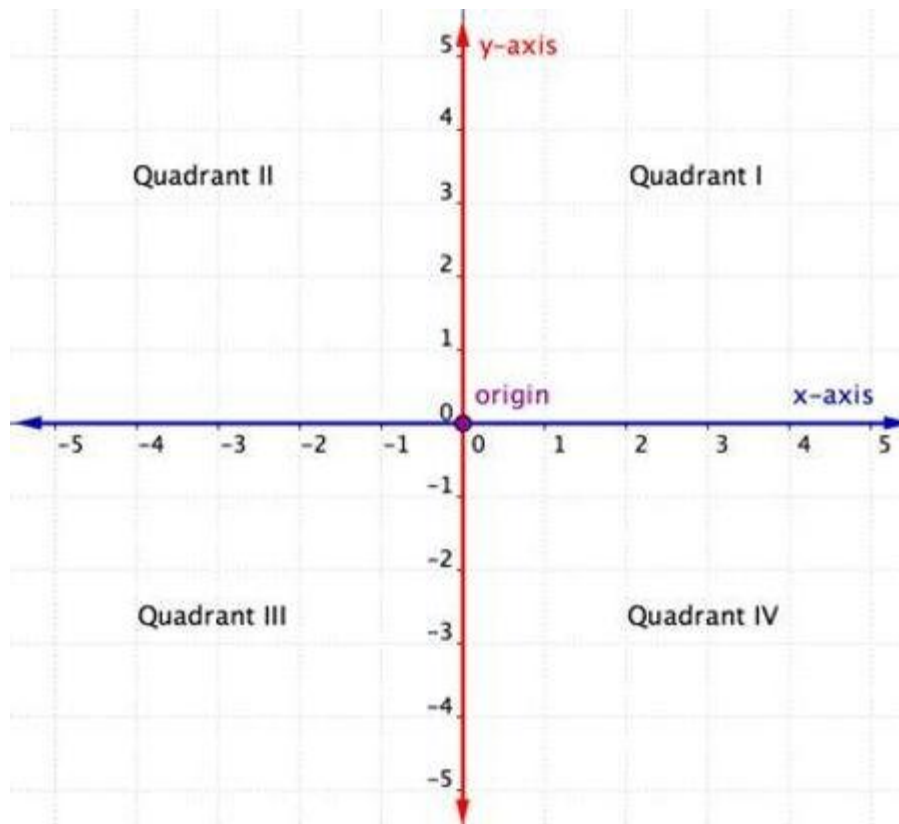 5 y-axis
4
Quadrant II Quadrant I
3
2
1
origin x-axis
0
-5 -4 -3 -2 -1 0 1 2 3 4 5
-1
-2
Quadrant III Quadrant IV
-3
-4
-5